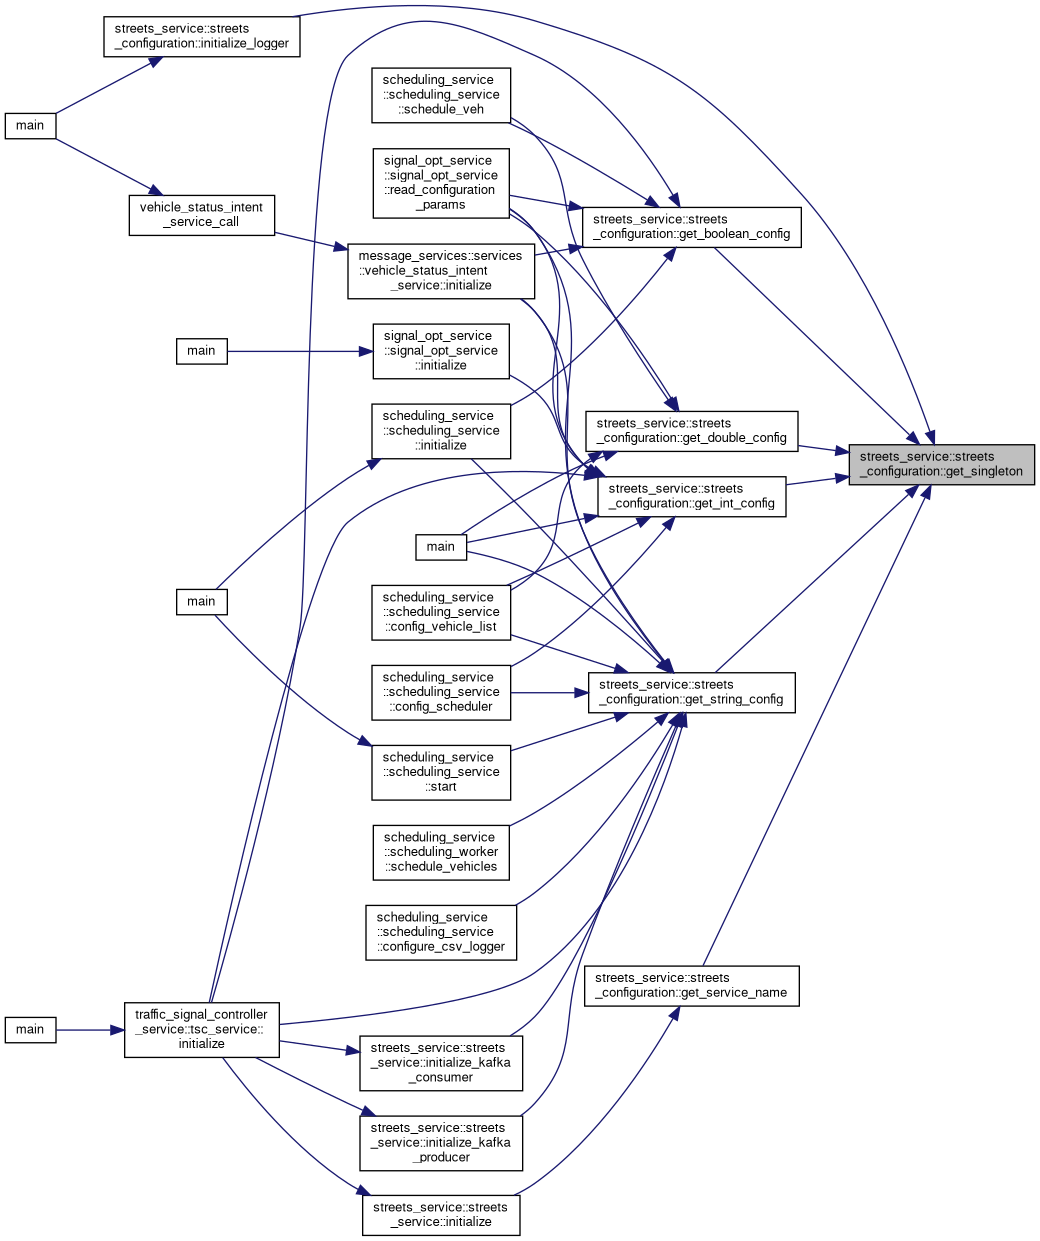 streets_service::streets
_configuration::initialize_logger
main
scheduling_service
::scheduling_service
::schedule_veh
signal_opt_service
::signal_opt_service
::read_configuration
_params
vehicle_status_intent
_service_call
streets_service::streets
_configuration::get_boolean_config
message_services::services
::vehicle_status_intent
_service::initialize
main
signal_opt_service
::signal_opt_service
::initialize
scheduling_service
::scheduling_service
::initialize
streets_service::streets
_configuration::get_double_config
streets_service::streets
_configuration::get_singleton
streets_service::streets
_configuration::get_int_config
main
main
scheduling_service
::scheduling_service
::config_vehicle_list
scheduling_service
::scheduling_service
::config_scheduler
streets_service::streets
_configuration::get_string_config
scheduling_service
::scheduling_service
::start
scheduling_service
::scheduling_worker
::schedule_vehicles
scheduling_service
::scheduling_service
::configure_csv_logger
streets_service::streets
_configuration::get_service_name
main
traffic_signal_controller
_service::tsc_service::
initialize
streets_service::streets
_service::initialize_kafka
_consumer
streets_service::streets
_service::initialize_kafka
_producer
streets_service::streets
_service::initialize